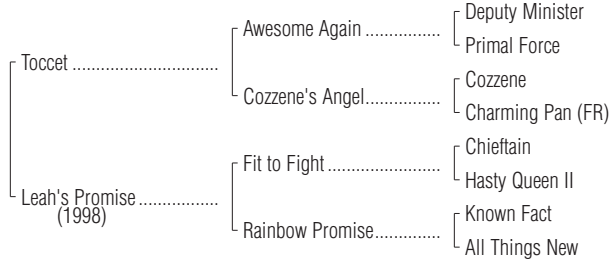 Deputy Minister
Awesome Again ..................
Primal Force
Toccet ..............................
Cozzene
Cozzene's Angel................
Charming Pan (FR)
Chieftain
Fit to Fight .......................
Hasty Queen II
Leah's Promise ................
(1998)
Known Fact
Rainbow Promise..............
All Things New